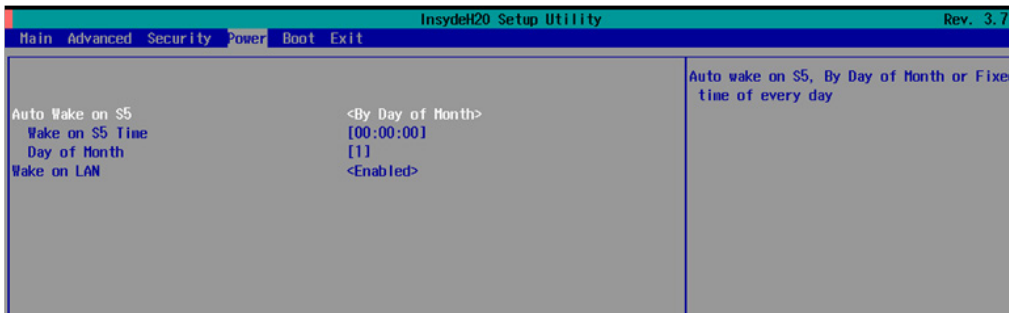 InsydeH20 Setup Utility Rev. 3.7
Main Advanced Security Power Boot Exit
Auto Wake on S5 <By Day of Month>
Wake on S5 Time [00:00:00]
Day of Month [1]
Wake on LAN <Enabled>
Auto wake on S5, By Day of Month or Fixe
time of every day